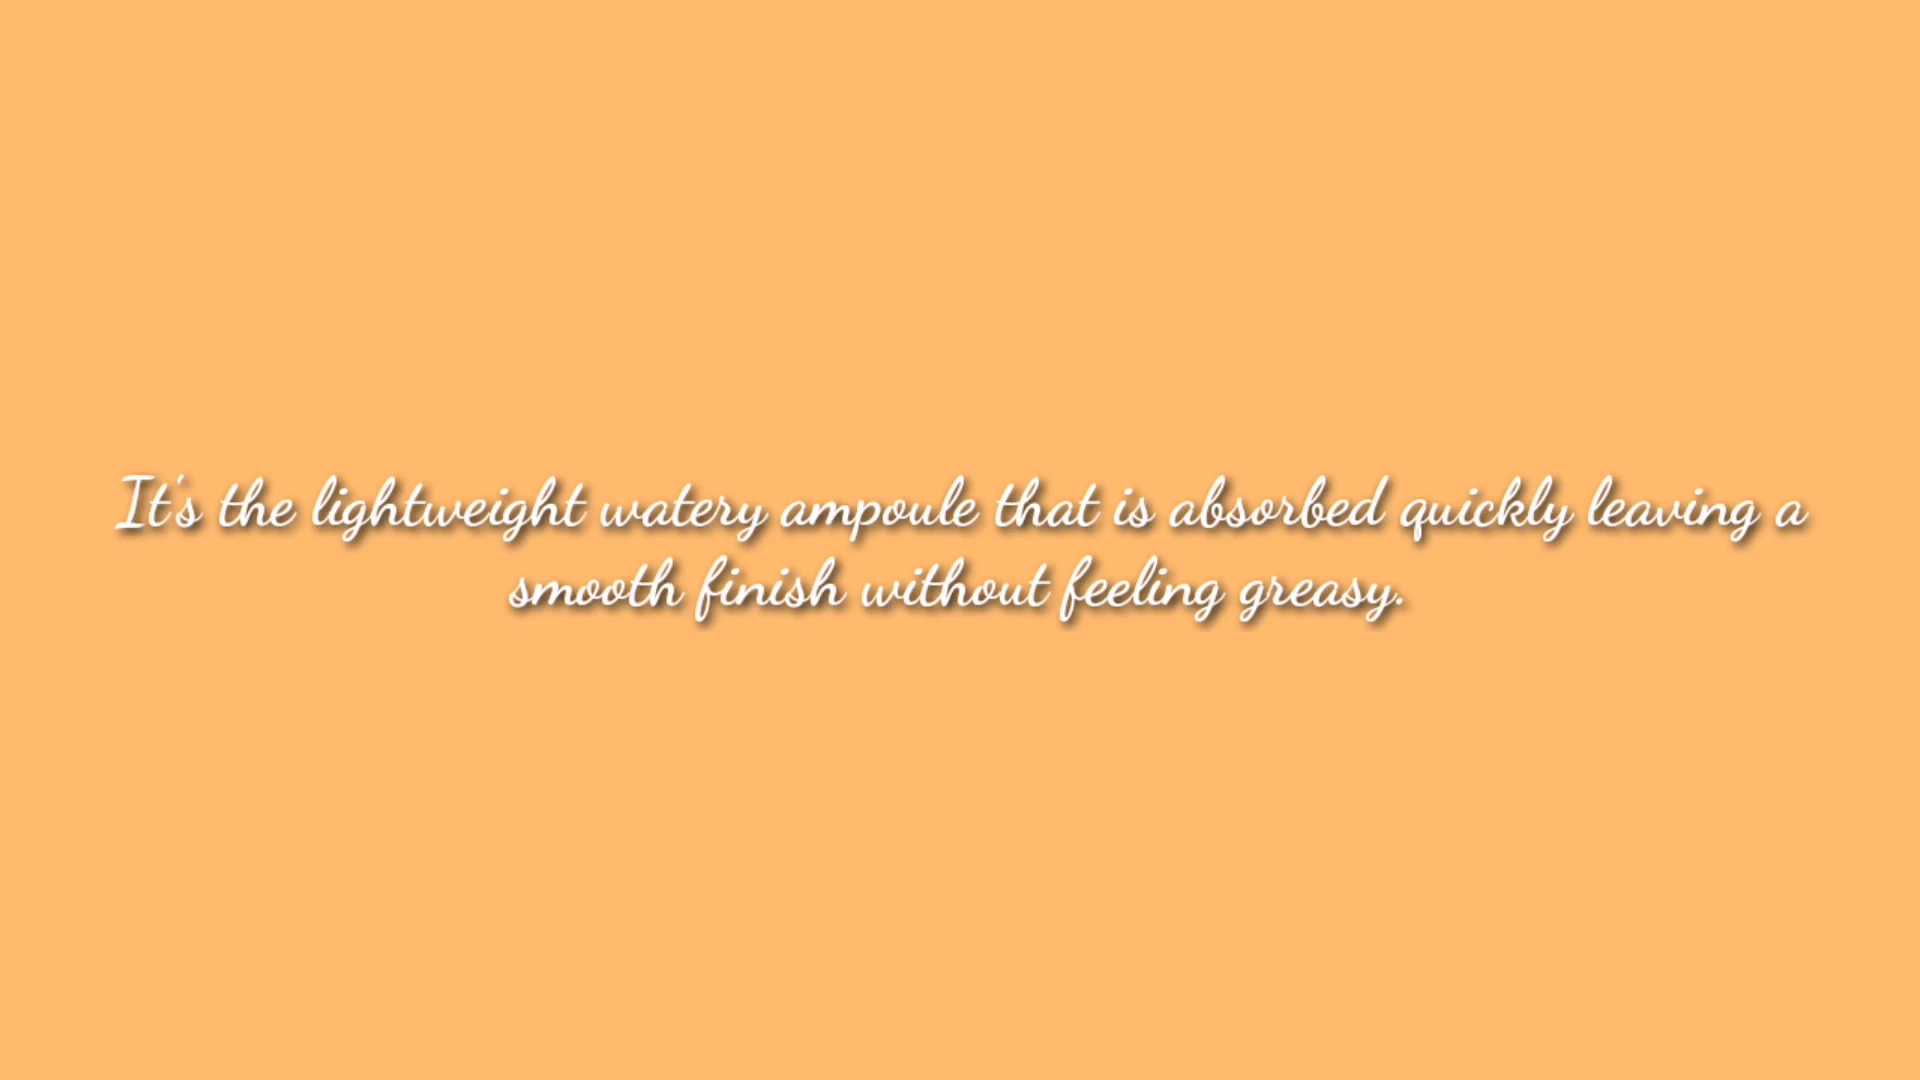 It's the lightweight watery ampoule that is absorbed quickly leaving a
smooth finish without feeling greasy.